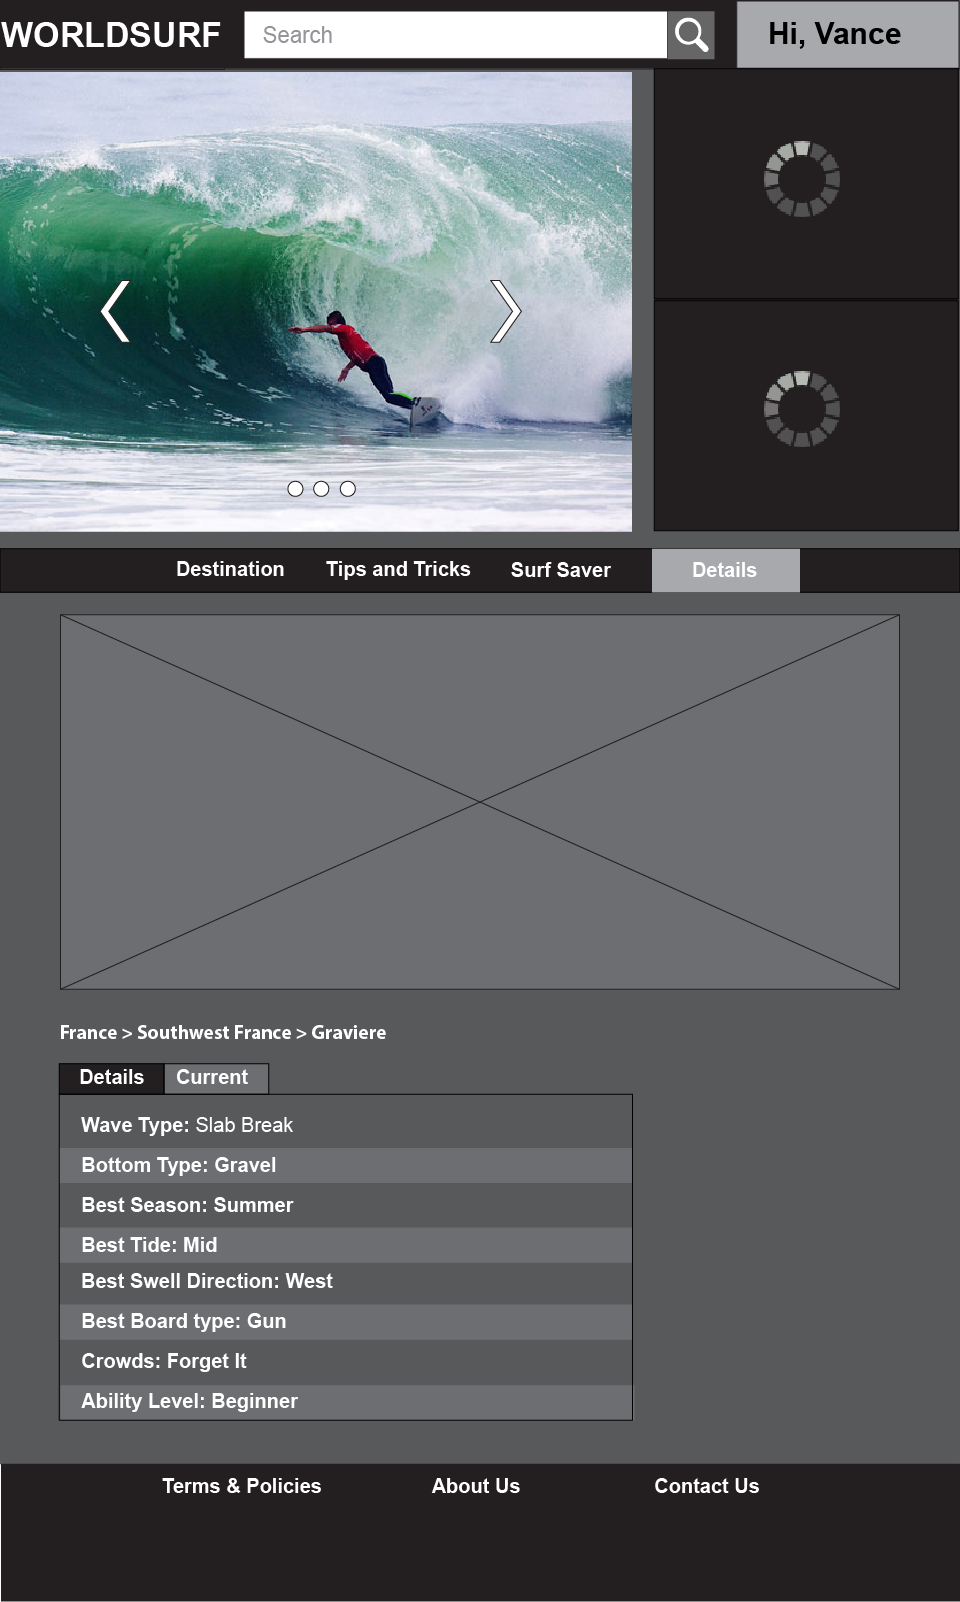 WORLDSURF
Search
Hi, Vance
Destination
Tips and Tricks
Surf Saver
Details
France > Southwest France > Graviere
Details
Current
Wave Type: Slab Break
Bottom Type: Gravel
Best Season: Summer
Best Tide: Mid
Best Swell Direction: West
Best Board type: Gun
Crowds: Forget It
Ability Level: Beginner
Terms & Policies
About Us
Contact Us